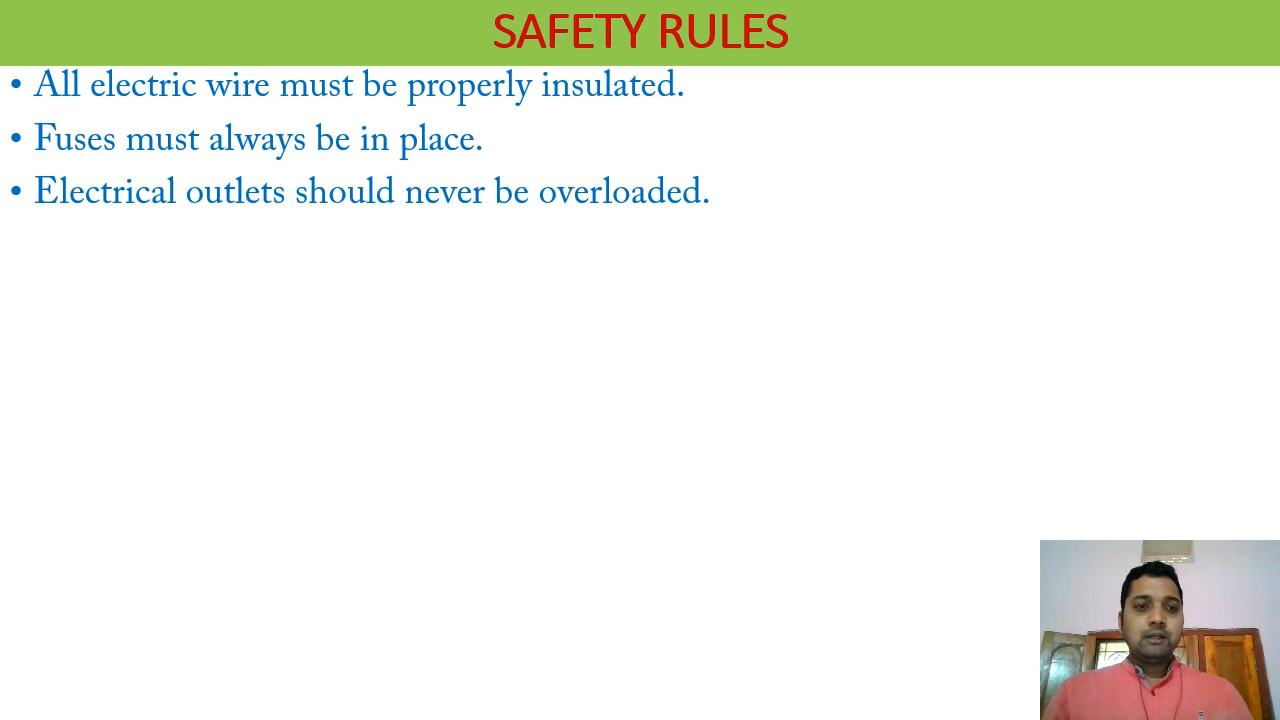 SAFETY RULES
• All electric wire must be properly insulated.
• Fuses must always be in place.
• Electrical outlets should never be overloaded.